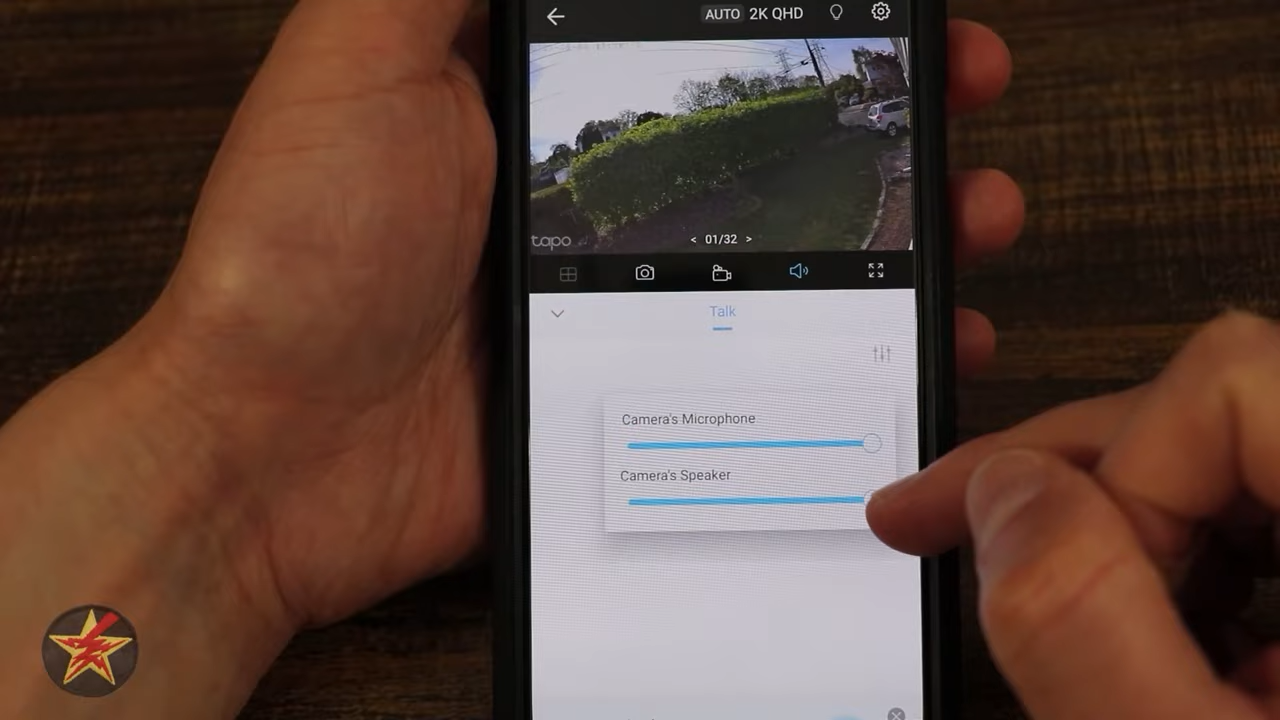 AUTO 2K QHD
tapo
< 01/32 >
Talk
Camera's Microphone
Camera's Speaker